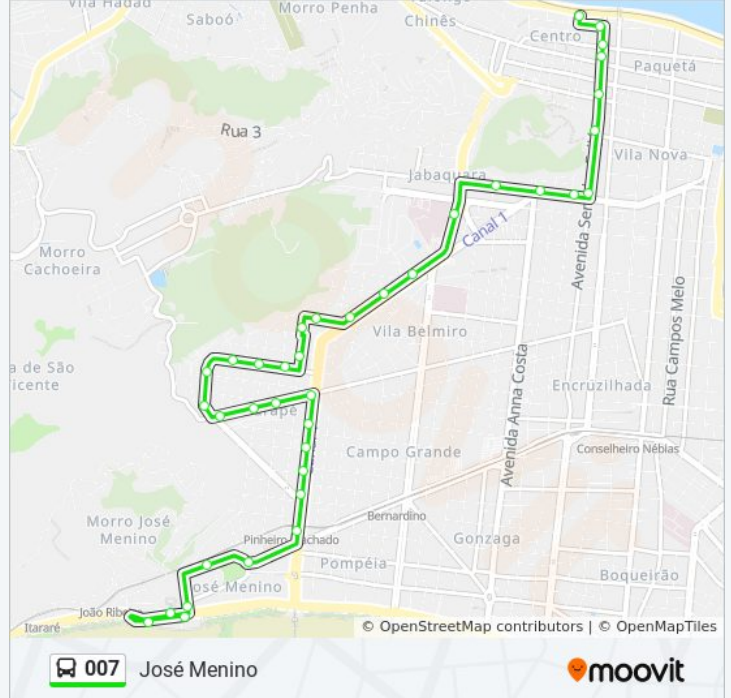 Vila Hadad
Saboó
Morro Penha
Chinês
Centro
Paquetá
Rua 3
Vila Nova
Jabaquara
Canal 1
Morro
Cachoeira
Avenida Sen
Vila Belmiro
Rua Campos Melo
a de São
Vicente
Avenida Anna Costa
Encruzilhada
Campo Grande
Conselheiro Nébias
Bernardino
Morro José
Menino
Pinheiro Machado
Gonzaga
Pompéia
José Menino
Boqueirão
João Ribe
Itararé
© OpenStreetMap contributors | © OpenMapTiles
007 José Menino
moovit